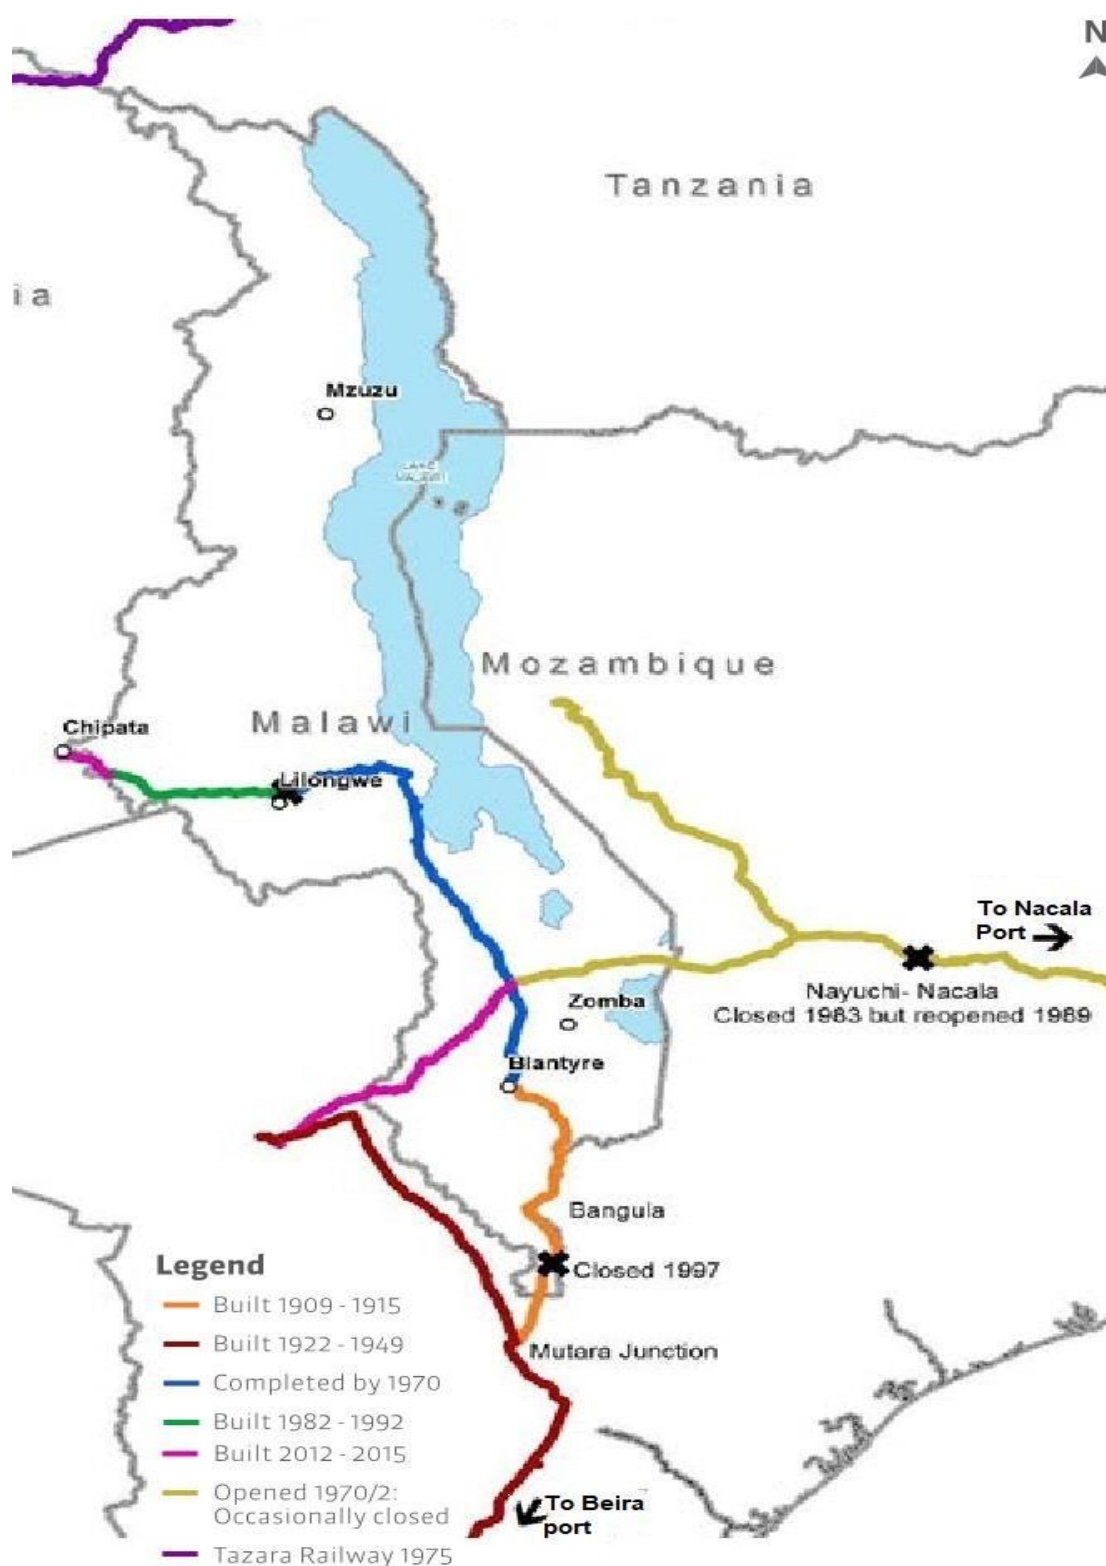 N
Tanzania
ia
Mzuzu
LAKE
MALAWI
Mozambique
Chipata
Malawi
Lilongwe
To Nacala
Port
Nayuchi- Nacala
Closed 1983 but reopened 1989
Zomba
Blantyre
Bangula
Closed 1997
Mutara Junction
Legend
Built 1909 - 1915
Built 1922 - 1949
Completed by 1970
Built 1982 - 1992
Built 2012 - 2015
Opened 1970/2:
Occasionally closed
Tazara Railway 1975
To Beira
port